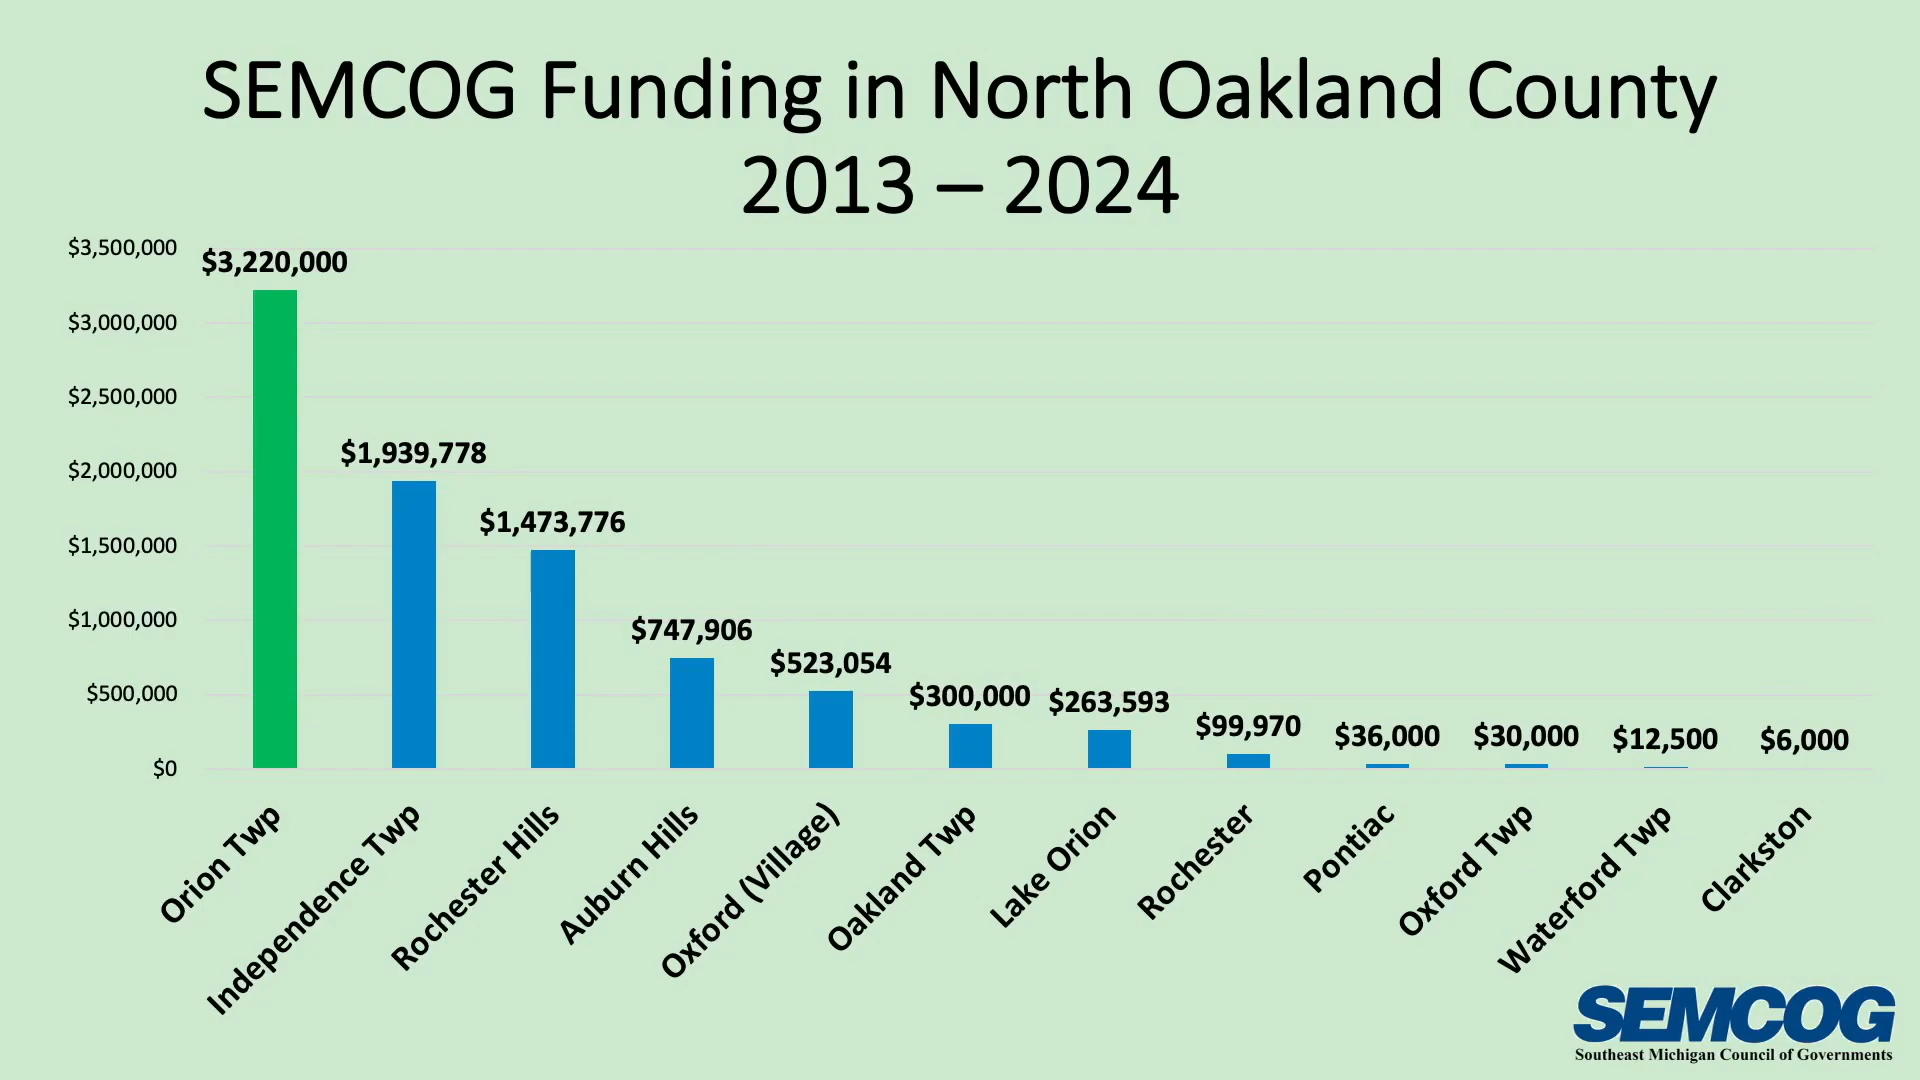 SEMCOG Funding in North Oakland County
2013 – 2024
$3,500,000
$3,000,000
$2,500,000
$2,000,000
$1,500,000
$1,000,000
$500,000
$0
$3,220,000
$1,939,778
$1,473,776
$747,906
$523,054
$300,000
$263,593
$99,970
$36,000
$30,000
$12,500
$6,000
Orion Twp
Independence Twp
Rochester Hills
Auburn Hills
Oxford (Village)
Oakland Twp
Lake Orion
Rochester
Pontiac
Oxford Twp
Waterford Twp
Clarkston
SEMCOG
Southeast Michigan Council of Governments